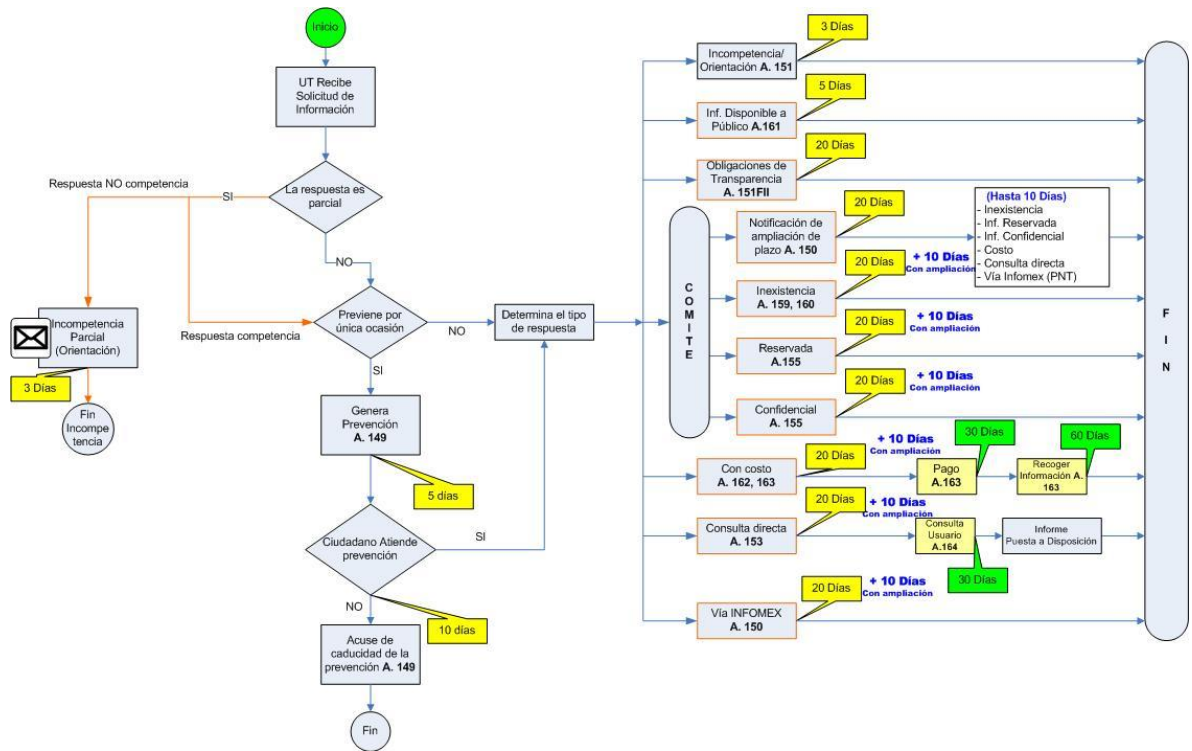 Inicio
UT Recibe
Solicitud de
Información
La respuesta es
parcial
SI
Respuesta NO competencia
NO
Respuesta competencia
Incompetencia
Parcial
(Orientación)
3 Días
Fin
Incompe
tencia
Previene por
única ocasión
NO
SI
Genera
Prevención
A. 149
5 días
Ciudadano Atiende
prevención
SI
NO
10 días
Acuse de
caducidad de la
prevención A. 149
Fin
Determina el tipo
de respuesta
3 Días
Incompetencia/
Orientación A. 151
5 Días
Inf. Disponible a
Público A.161
20 Días
Obligaciones de
Transparencia
A. 151FII
COMITE
20 Días
Notificación de
ampliación de
plazo A. 150
(Hasta 10 Días)
- Inexistencia
- Inf. Reservada
- Inf. Confidencial
- Costo
- Consulta directa
- Vía Infomex (PNT)
20 Días
+ 10 Días
Con ampliación
Inexistencia
A. 159, 160
20 Días
+ 10 Días
Con ampliación
Reservada
A.155
20 Días
+ 10 Días
Con ampliación
Confidencial
A. 155
20 Días
+ 10 Días
Con ampliación
Con costo
A. 162, 163
30 Días
Pago
A.163
60 Días
Recoger
Información A.
163
20 Días
+ 10 Días
Con ampliación
Consulta directa
A. 153
Consulta
Usuario
A.164
30 Días
Informe
Puesta a Disposición
20 Días
+ 10 Días
Con ampliación
Vía INFOMEX
A. 150
FIN